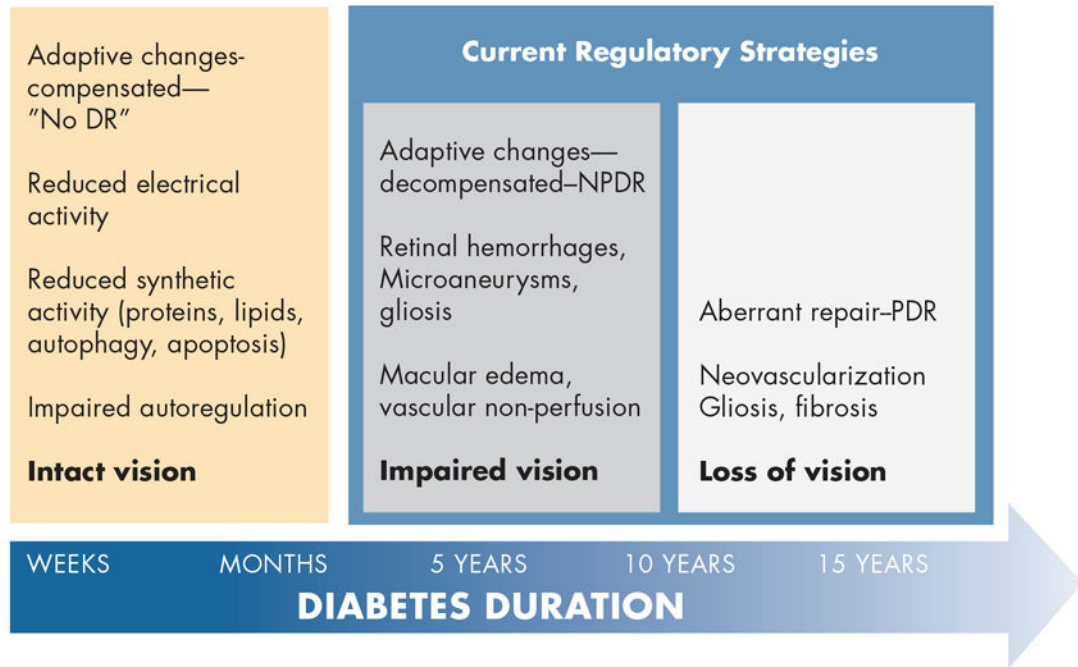 Adaptive changes-
compensated—
"No DR"
Reduced electrical
activity
Reduced synthetic
activity (proteins, lipids,
autophagy, apoptosis)
Impaired autoregulation
Intact vision
Current Regulatory Strategies
Adaptive changes—
decompensated–NPDR
Retinal hemorrhages,
Microaneurysms,
gliosis
Macular edema,
vascular non-perfusion
Impaired vision
Aberrant repair–PDR
Neovascularization
Gliosis, fibrosis
Loss of vision
WEEKS MONTHS 5 YEARS 10 YEARS 15 YEARS
DIABETES DURATION